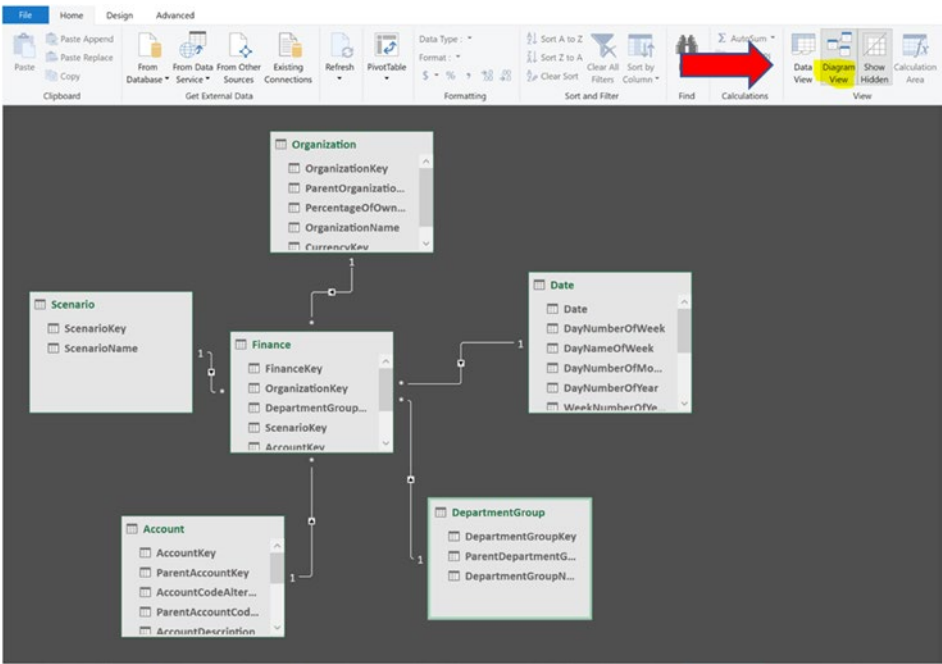 File Home Design Advanced
Paste
Paste Append
Paste Replace
Copy
Clipboard
From Database
From Data Service
From Other Sources
Existing Connections
Get External Data
Refresh
PivotTable
Data Type :
Format :
$ % ,
Formatting
Sort A to Z
Sort Z to A
Clear Sort
Clear All Filters
Sort by Column
Sort and Filter
Find
AutoSum
Calculations
Data View
Diagram View
Show Hidden
Calculation Area
View
Organization
OrganizationKey
ParentOrganizatio...
PercentageOfOwn...
OrganizationName
CurrencyKey
1
*
Scenario
ScenarioKey
ScenarioName
1
*
Finance
FinanceKey
OrganizationKey
DepartmentGroup...
ScenarioKey
AccountKey
*
*
*
Date
Date
DayNumberOfWeek
DayNameOfWeek
DayNumberOfMo...
DayNumberOfYear
WeekNumberOfYe...
1
Account
AccountKey
ParentAccountKey
AccountCodeAlter...
ParentAccountCod...
AccountDescription
1
DepartmentGroup
DepartmentGroupKey
ParentDepartmentG...
DepartmentGroupN...
1